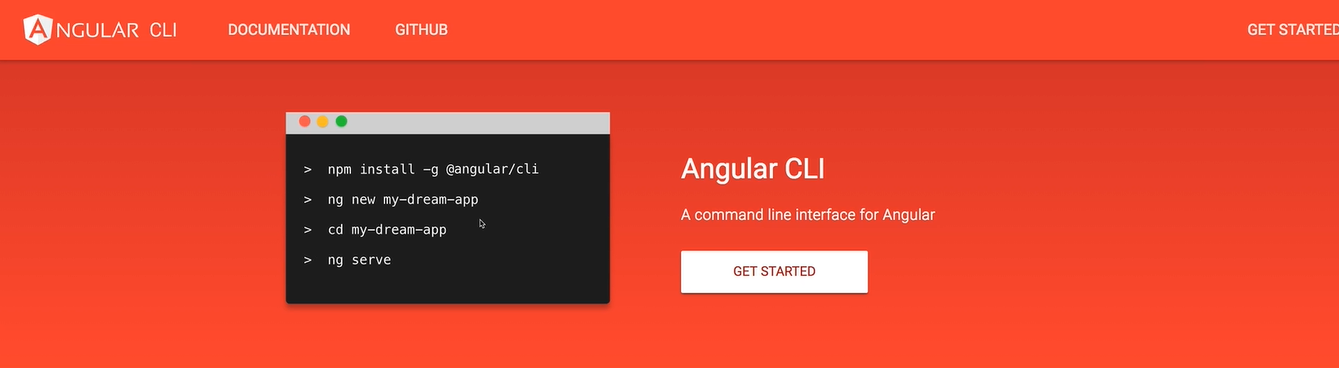 ANGULAR CLI
DOCUMENTATION
GITHUB
GET STARTED
> npm install -g @angular/cli
> ng new my-dream-app
> cd my-dream-app
> ng serve
Angular CLI
A command line interface for Angular
GET STARTED